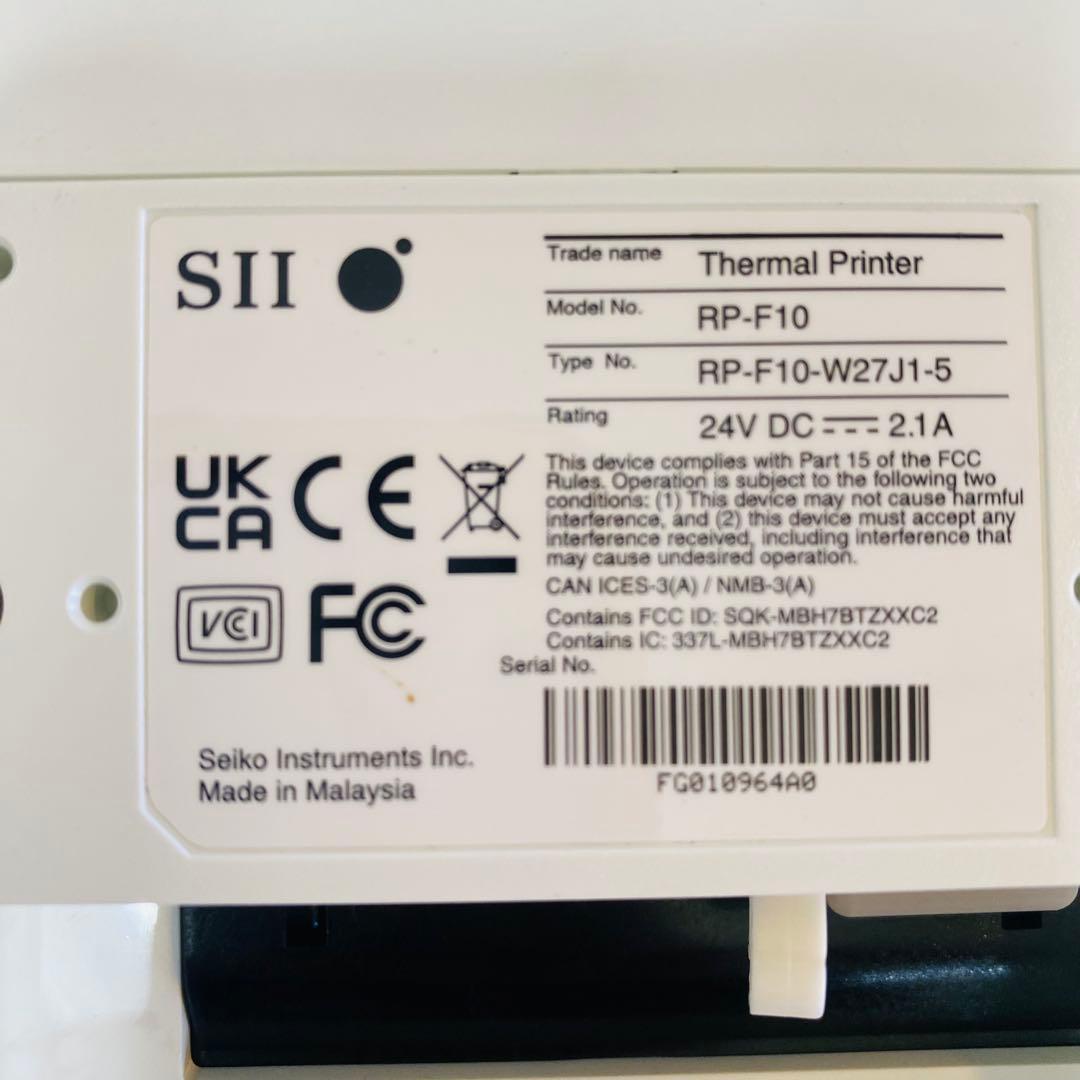 SII
Trade name Thermal Printer
Model No. RP-F10
Type No. RP-F10-W27J1-5
Rating 24V DC 2.1A
This device complies with Part 15 of the FCC
Rules. Operation is subject to the following two
conditions: (1) This device may not cause harmful
interference, and (2) this device must accept any
interference received, including interference that
may cause undesired operation.
CAN ICES-3(A) / NMB-3(A)
Contains FCC ID: SQK-MBH7BTZXXC2
Contains IC: 337L-MBH7BTZXXC2
Serial No.
FG010964A0
UK
CA
CE
VCI
FC
Seiko Instruments Inc.
Made in Malaysia